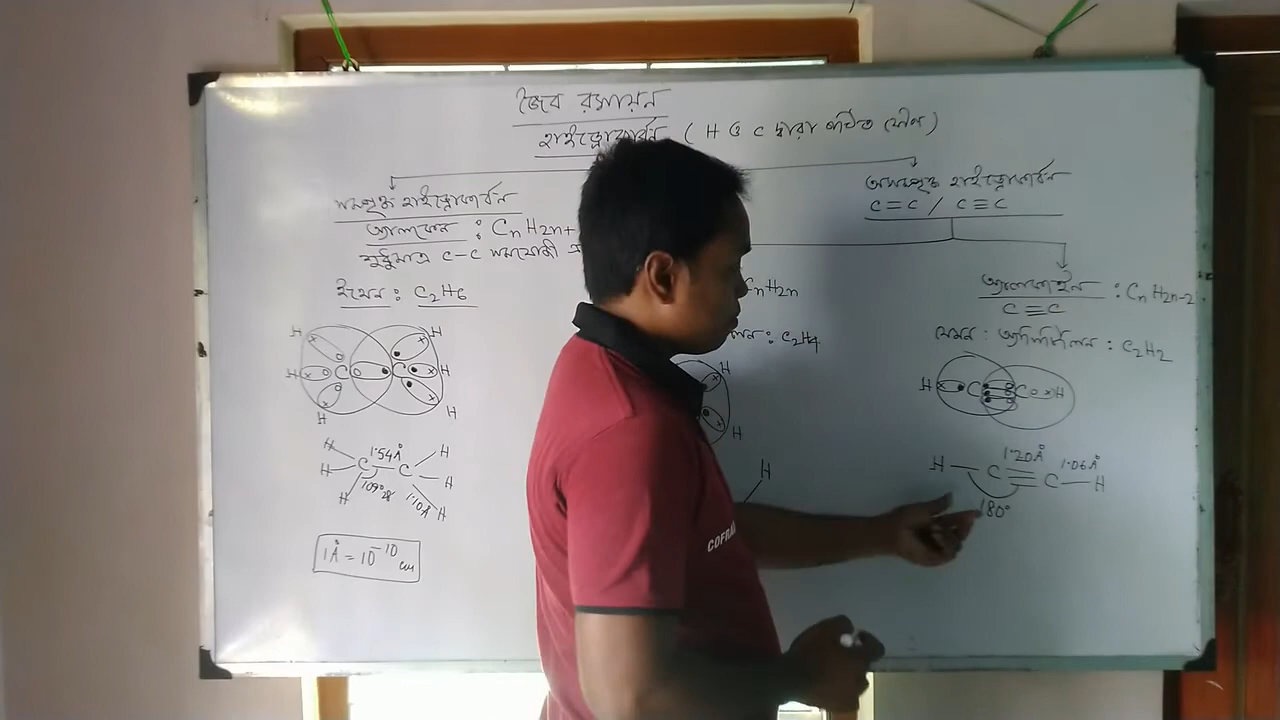 জৈব রসায়ন
হাইড্রোকার্বন ( H ও C দ্বারা গঠিত যৌগ)
সম্পৃক্ত হাইড্রোকার্বন
অ্যালকেন : CnH2n+
শুধুমাত্র C-C সমযোজী
ইথেন : C2H6
H H
H C C H
H H
H H
1.54Å
H C C H
109°28'
H 1.10Å H
1Å = 10^-10 cm
অসম্পৃক্ত হাইড্রোকার্বন
C=C / C≡C
CnH2n
লিন : C2H4
H
H
H
অ্যালকাইন : CnH2n-2
C≡C
যেমন : অ্যাসিটিলিন : C2H2
H C C H
1.20Å 1.06Å
H — C ≡ C — H
180°
COFRA